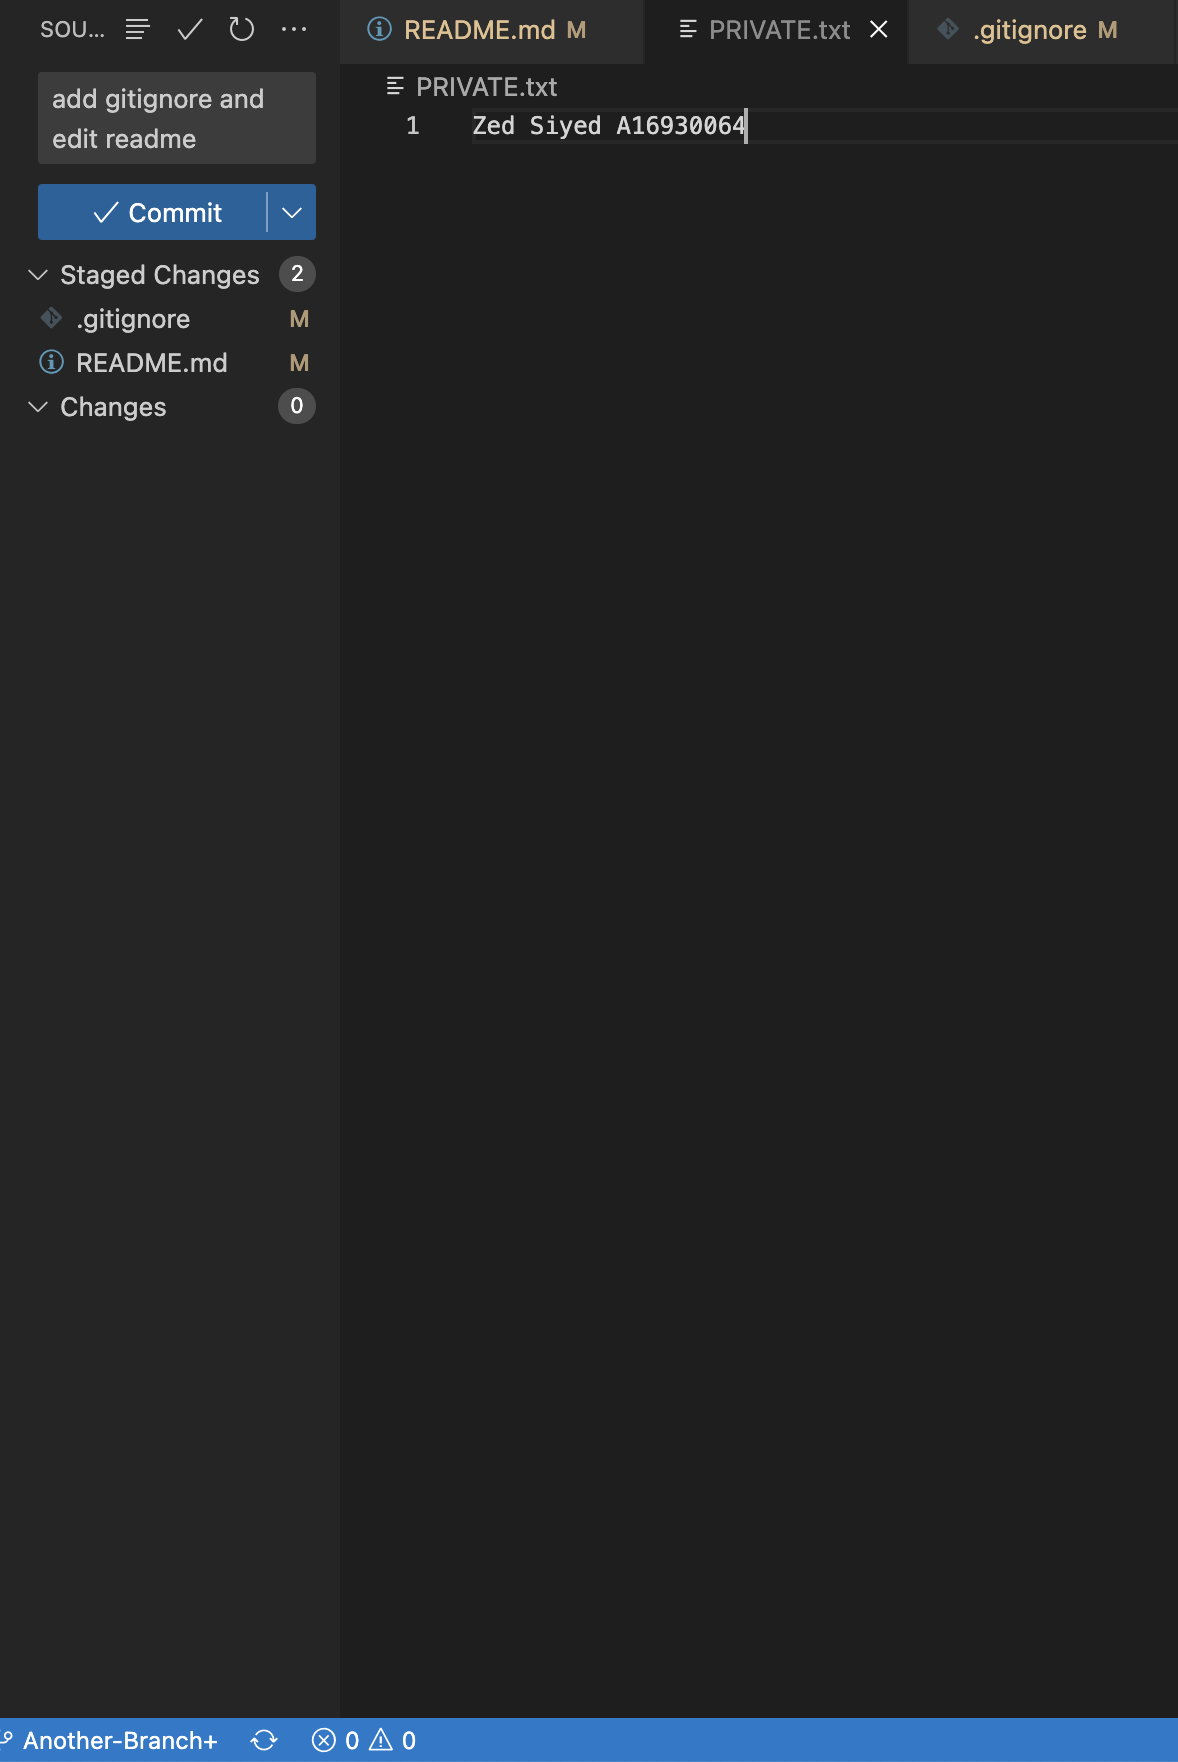 SOU...
README.md M
PRIVATE.txt
.gitignore M
add gitignore and
edit readme
PRIVATE.txt
1 Zed Siyed A16930064
Commit
Staged Changes 2
.gitignore M
README.md M
Changes 0
Another-Branch+ 0 0